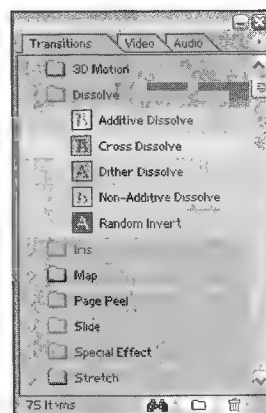 Transitions Video Audio
3D Motion
Dissolve
Additive Dissolve
Cross Dissolve
Dither Dissolve
Non-Additive Dissolve
Random Invert
Iris
Map
Page Peel
Slide
Special Effect
Stretch
75 Items